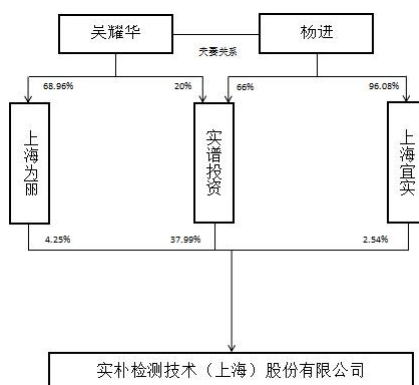 吴耀华
杨进
夫妻关系
68.96%
20%
66%
96.08%
上海为丽
实谱投资
上海宜实
4.25%
37.99%
2.54%
实朴检测技术（上海）股份有限公司